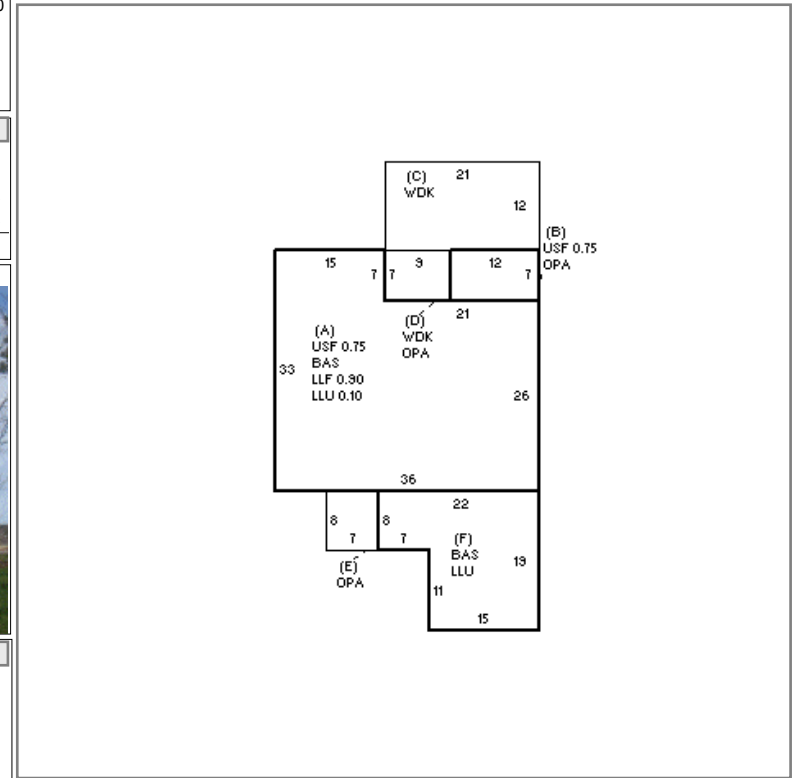 (C)
WDK
21
12
(B)
USF 0.75
OPA
15
7
7
9
12
7
(D)
WDK
OPA
21
(A)
USF 0.75
BAS
LLF 0.90
LLU 0.10
33
26
36
8
7
(E)
OPA
8
7
22
(F)
BAS
LLU
19
11
15